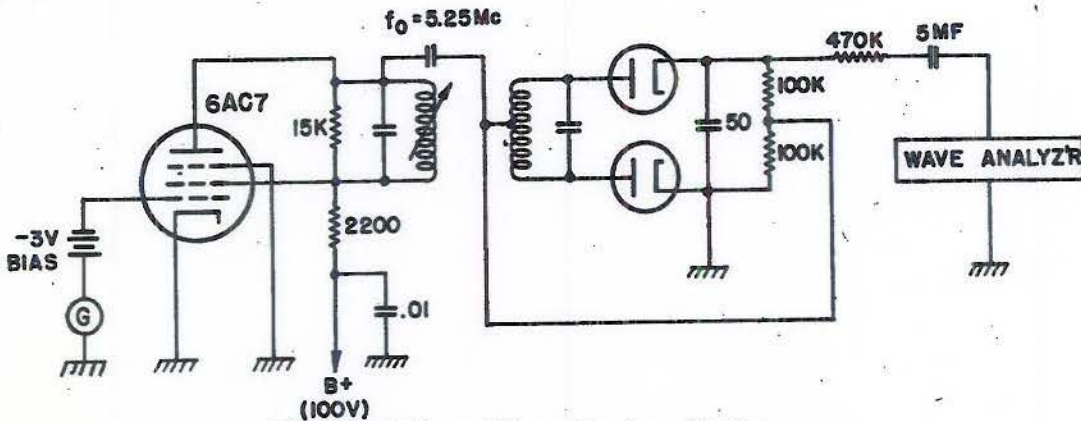 f₀ = 5.25Mc
6AC7
15K
470K
5MF
100K
50
100K
WAVE ANALYZ'R
-3V
BIAS
2200
G
.01
B+
(100V)